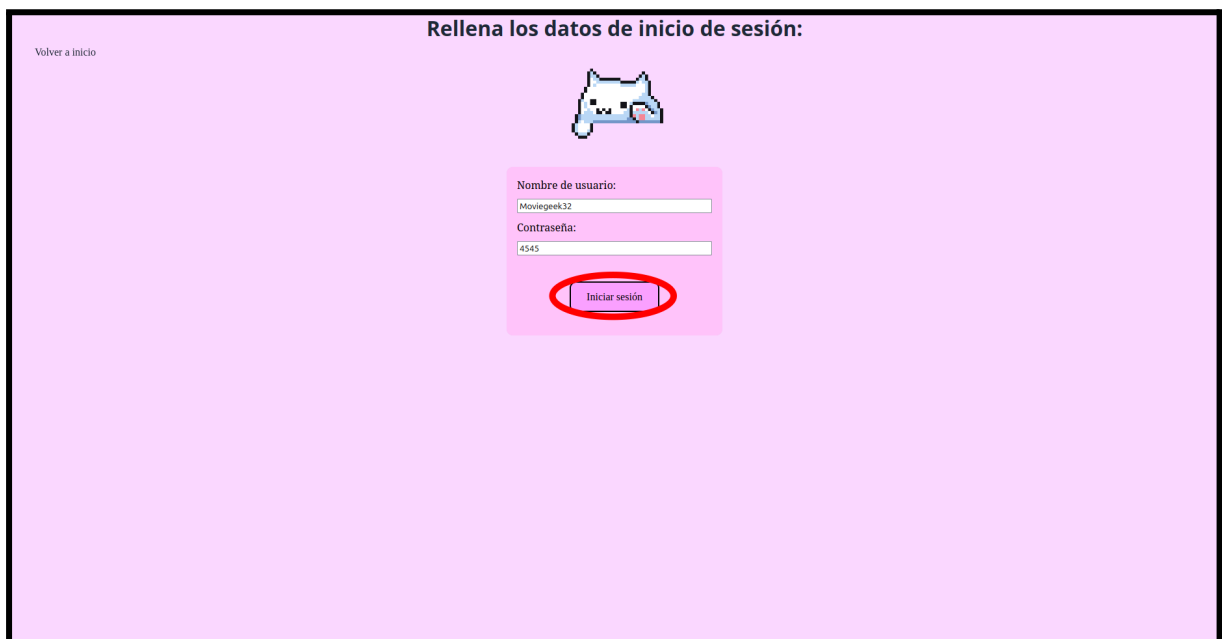 Rellena los datos de inicio de sesión:
Volver a inicio
Nombre de usuario:
Moviegeek32
Contraseña:
4545
Iniciar sesión